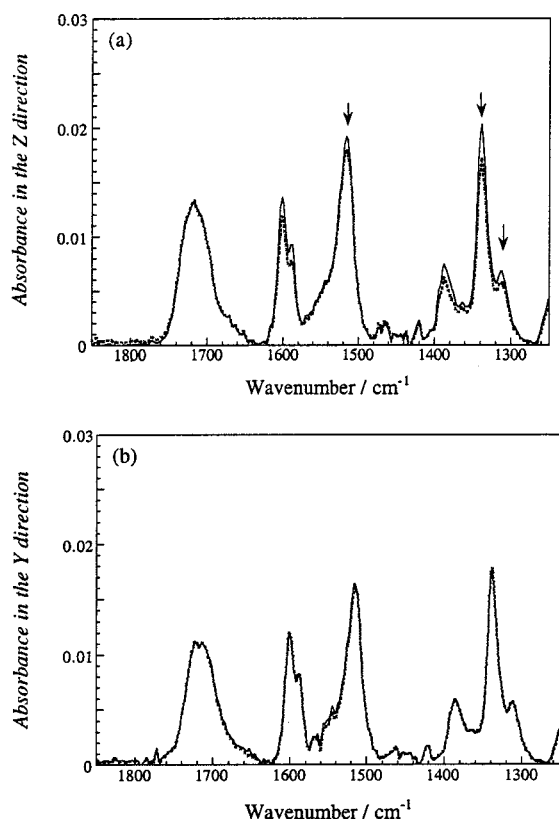 0.03
(a)
0.02
0.01
0
Absorbance in the Z direction
1800 1700 1600 1500 1400 1300
Wavenumber / cm-1
0.03
(b)
0.02
0.01
0
Absorbance in the Y direction
1800 1700 1600 1500 1400 1300
Wavenumber / cm-1